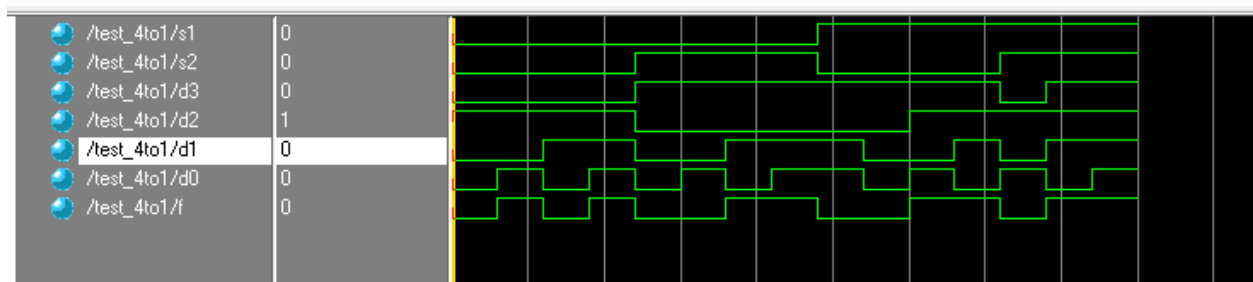 /test_4to1/s1 0
/test_4to1/s2 0
/test_4to1/d3 0
/test_4to1/d2 1
/test_4to1/d1 0
/test_4to1/d0 0
/test_4to1/f 0